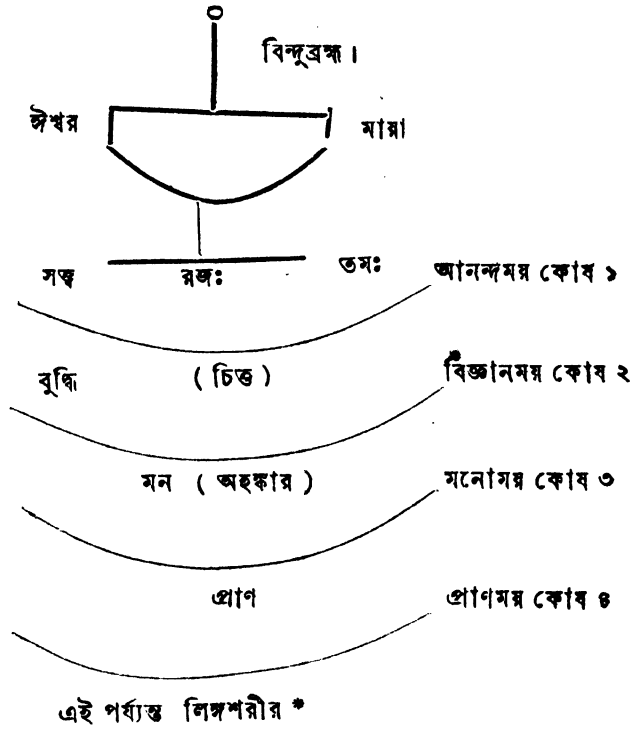 বিন্দুব্রহ্ম।
ঈশ্বর মায়া
সত্ত্ব রজঃ তমঃ আনন্দময় কোষ ১
বুদ্ধি (চিত্ত) বিজ্ঞানময় কোষ ২
মন (অহঙ্কার) মনোময় কোষ ৩
প্রাণ প্রাণময় কোষ ৪
এই পর্য্যন্ত লিঙ্গশরীর *